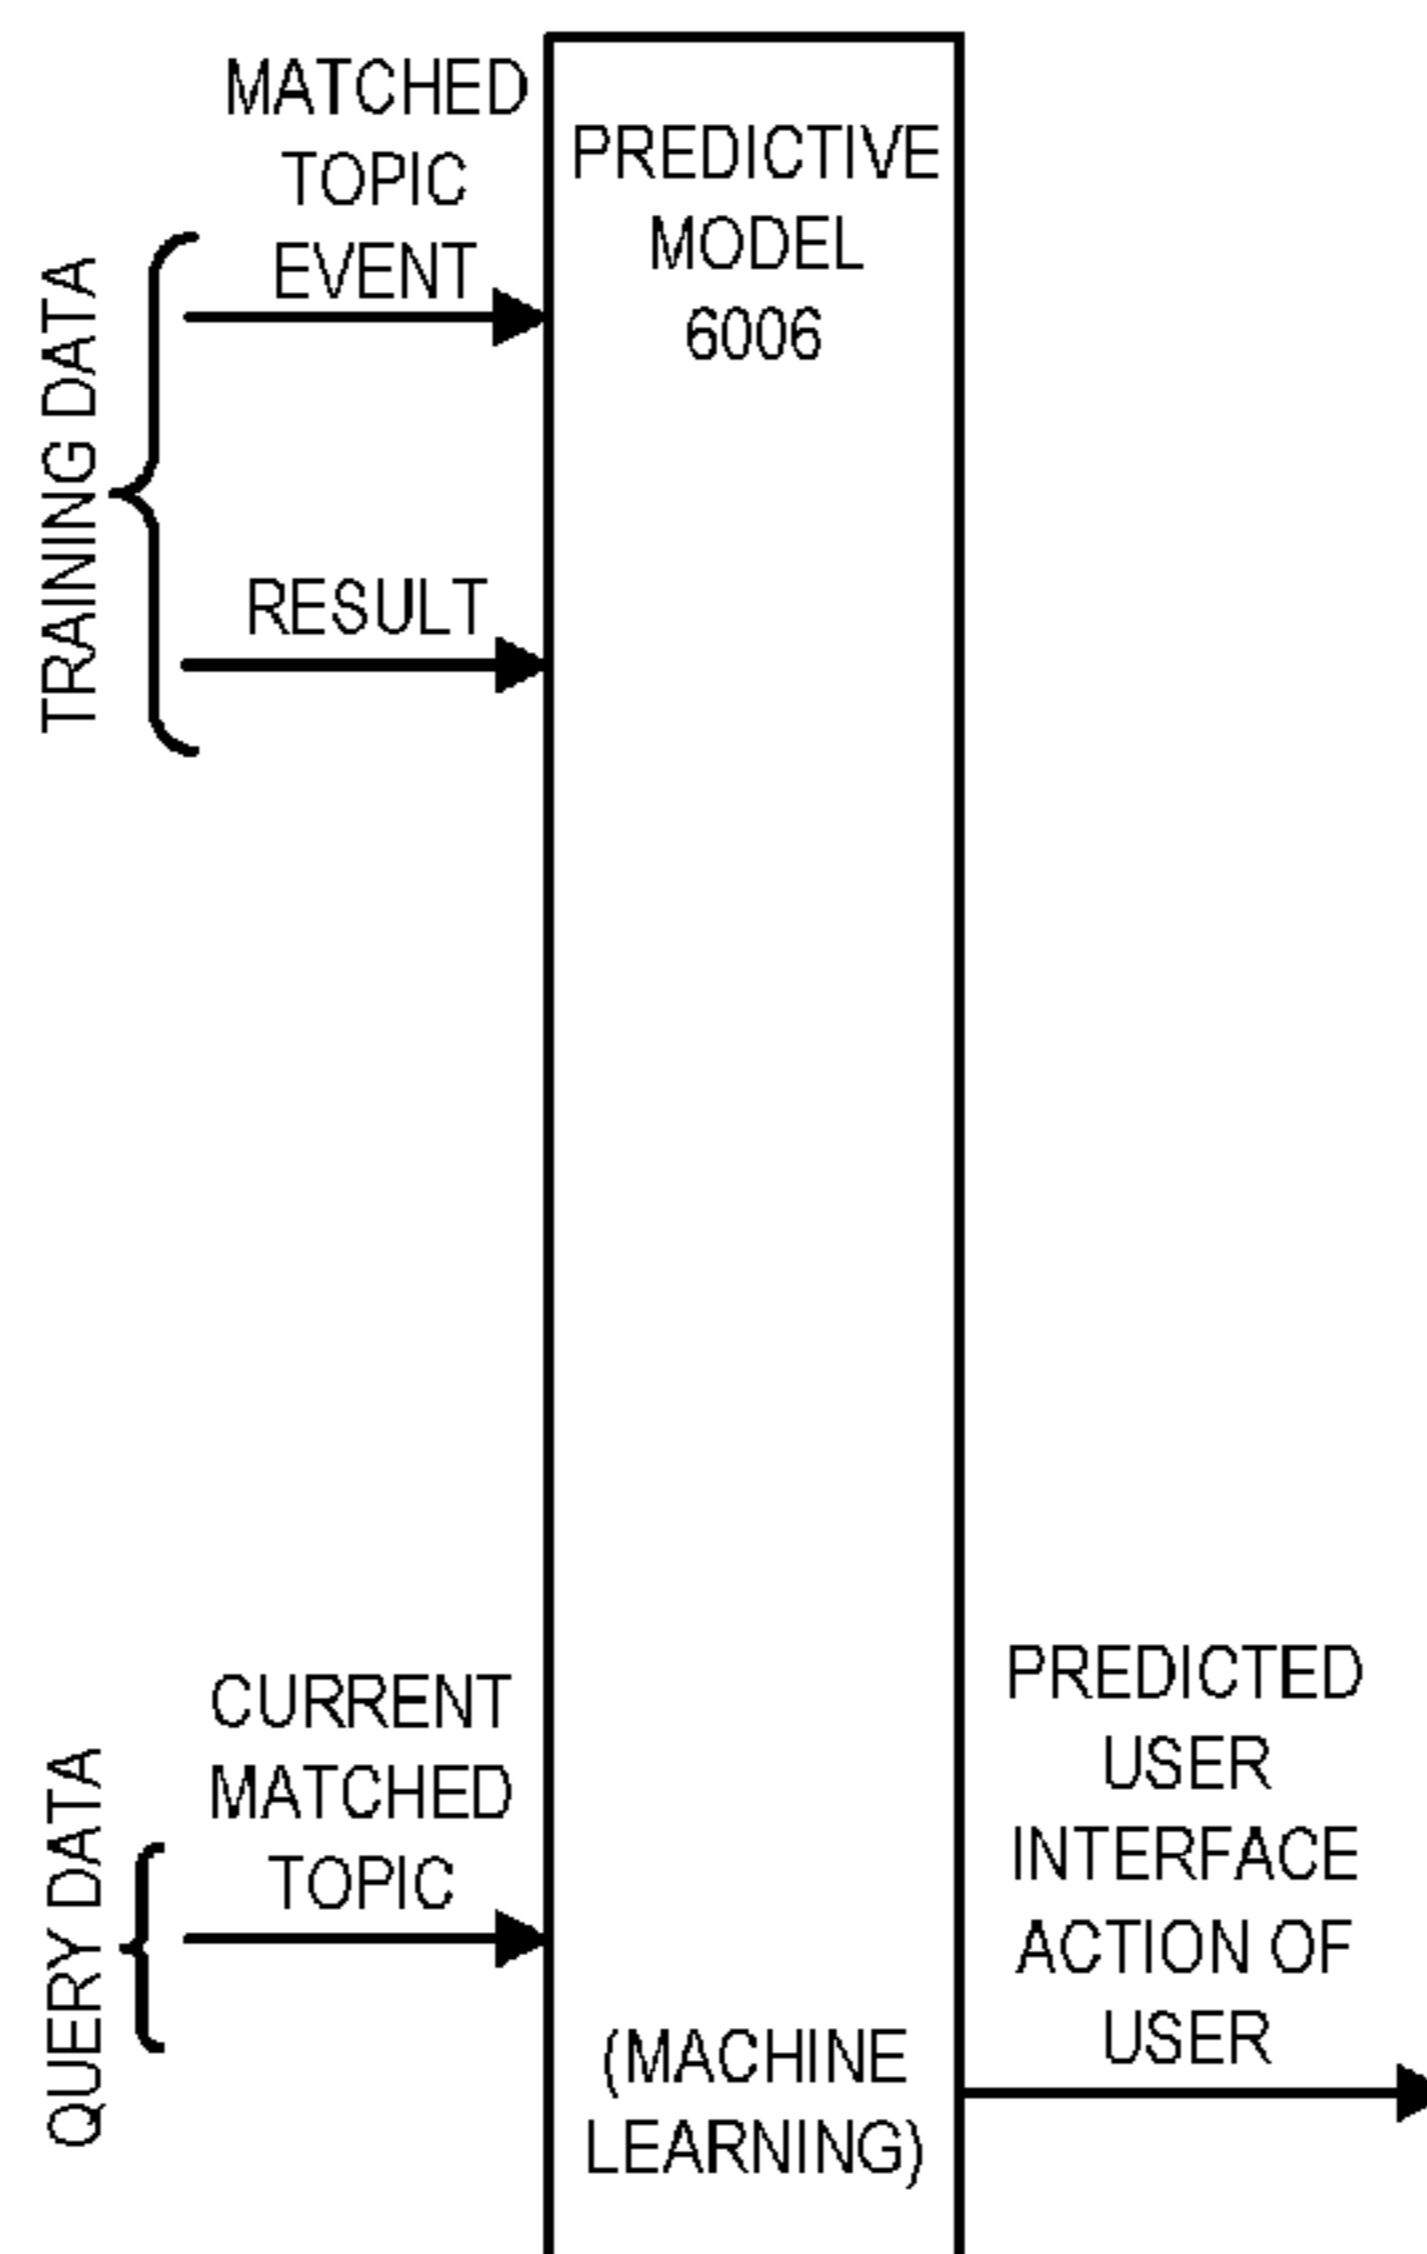 MATCHED
TOPIC
EVENT
PREDICTIVE
MODEL
6006
TRAINING DATA
RESULT
CURRENT
MATCHED
TOPIC
QUERY DATA
PREDICTED
USER
INTERFACE
ACTION OF
USER
(MACHINE
LEARNING)